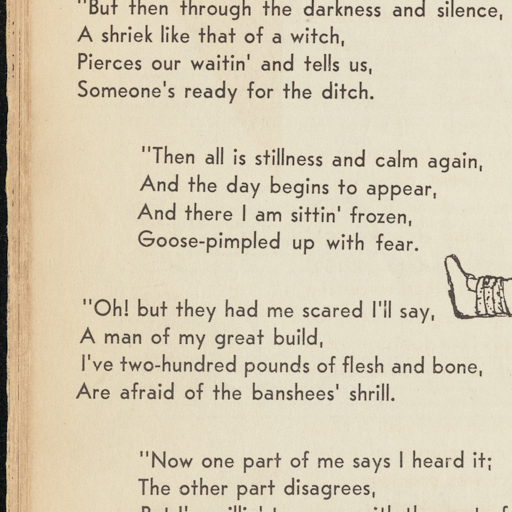 "But then through the darkness and silence,
A shriek like that of a witch,
Pierces our waitin' and tells us,
Someone's ready for the ditch.
"Then all is stillness and calm again,
And the day begins to appear,
And there I am sittin' frozen,
Goose-pimpled up with fear.
"Oh! but they had me scared I'll say,
A man of my great build,
I've two-hundred pounds of flesh and bone,
Are afraid of the banshees' shrill.
"Now one part of me says I heard it;
The other part disagrees,